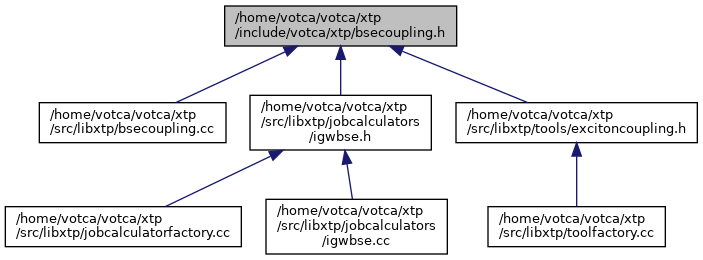 /home/votca/votca/xtp
/include/votca/xtp/bsecoupling.h
/home/votca/votca/xtp
/src/libxtp/bsecoupling.cc
/home/votca/votca/xtp
/src/libxtp/jobcalculators
/igwbse.h
/home/votca/votca/xtp
/src/libxtp/tools/excitoncoupling.h
/home/votca/votca/xtp
/src/libxtp/jobcalculatorfactory.cc
/home/votca/votca/xtp
/src/libxtp/jobcalculators
/igwbse.cc
/home/votca/votca/xtp
/src/libxtp/toolfactory.cc